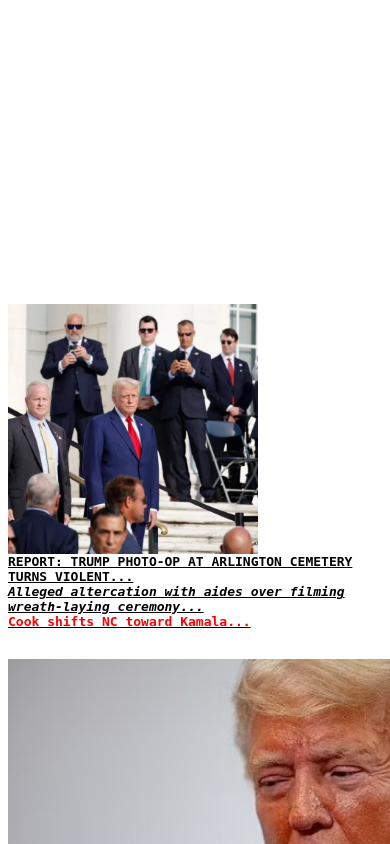 REPORT: TRUMP PHOTO-OP AT ARLINGTON CEMETERY
TURNS VIOLENT...
Alleged altercation with aides over filming
wreath-laying ceremony...
Cook shifts NC toward Kamala...